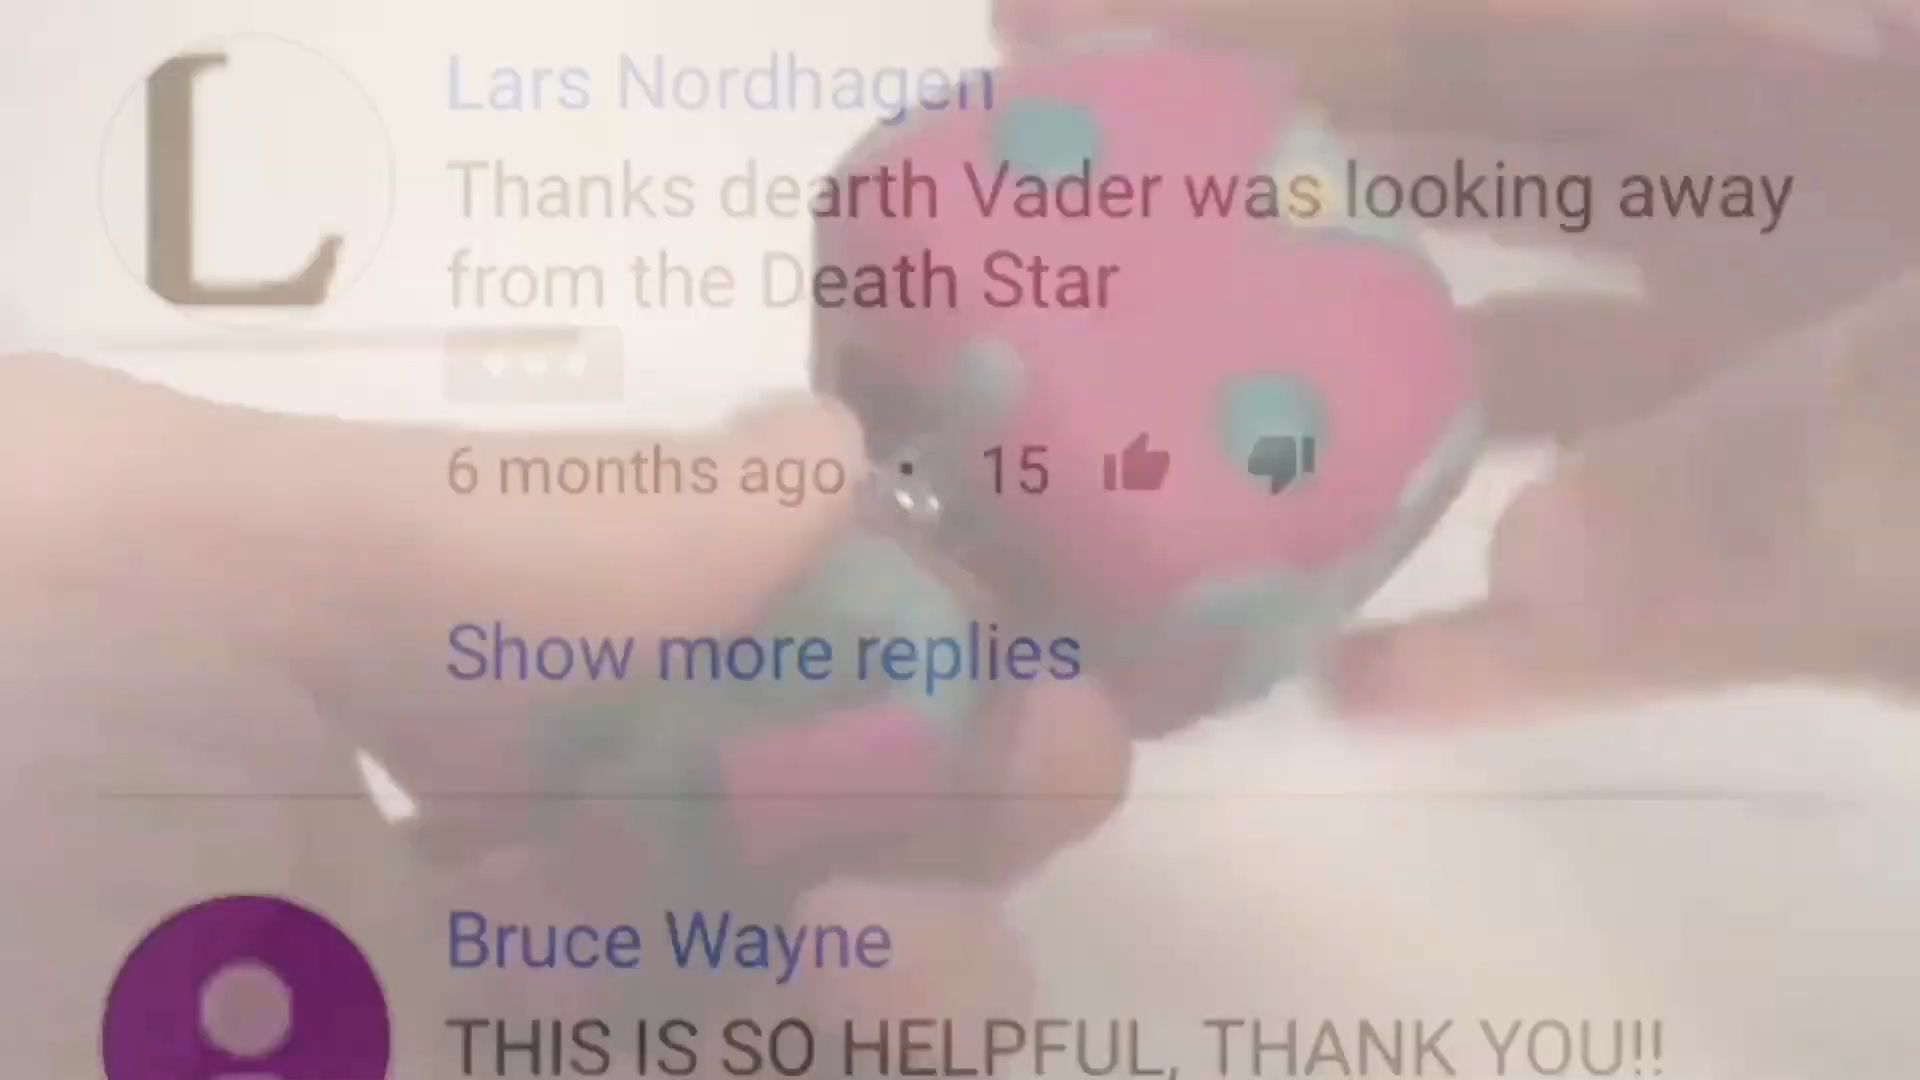 L
Lars Nordhagen
Thanks dearth Vader was looking away
from the Death Star
6 months ago · 15
Show more replies
Bruce Wayne
THIS IS SO HELPFUL, THANK YOU!!